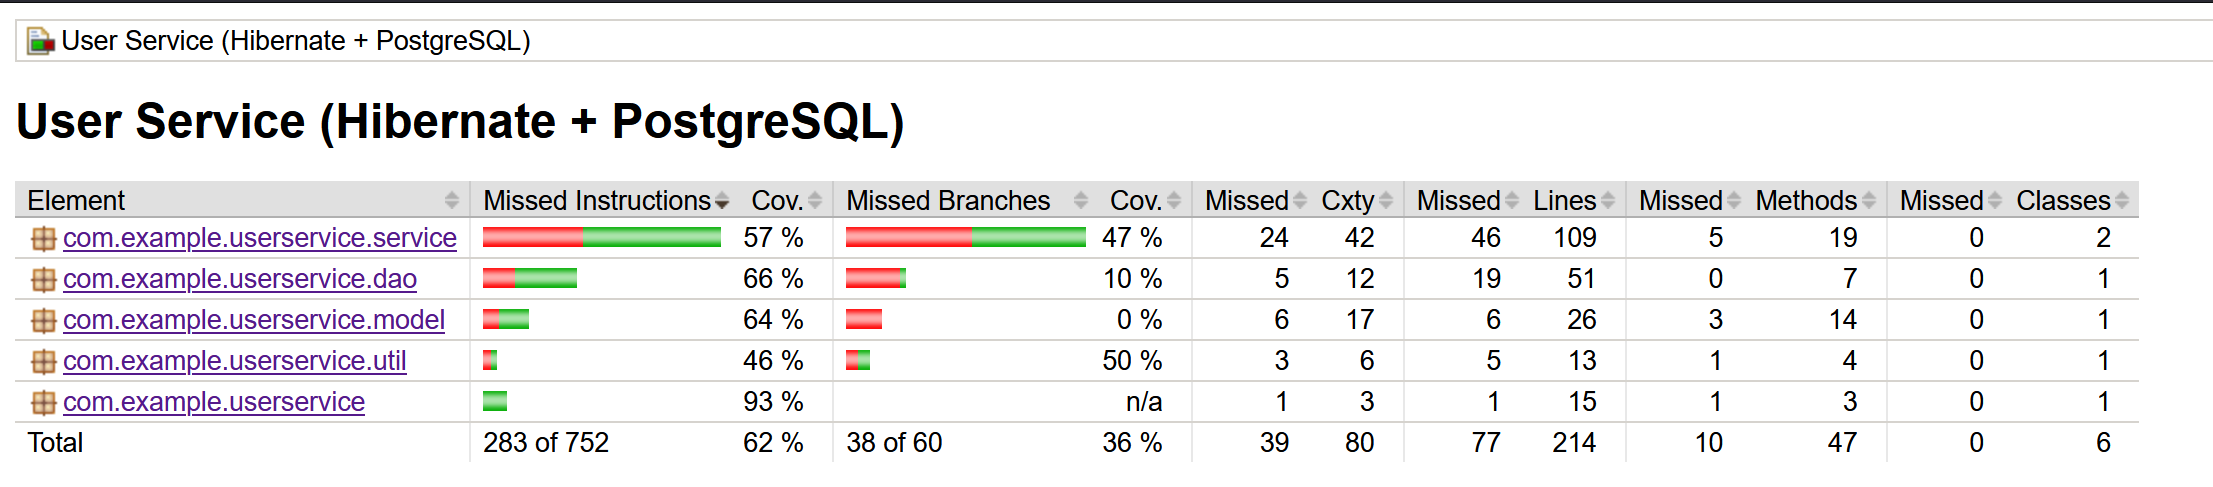 User Service (Hibernate + PostgreSQL)
User Service (Hibernate + PostgreSQL)
Element Missed Instructions Cov. Missed Branches Cov. Missed Cxty Missed Lines Missed Methods Missed Classes
com.example.userservice.service 57 % 47 % 24 42 46 109 5 19 0 2
com.example.userservice.dao 66 % 10 % 5 12 19 51 0 7 0 1
com.example.userservice.model 64 % 0 % 6 17 6 26 3 14 0 1
com.example.userservice.util 46 % 50 % 3 6 5 13 1 4 0 1
com.example.userservice 93 % n/a 1 3 1 15 1 3 0 1
Total 283 of 752 62 % 38 of 60 36 % 39 80 77 214 10 47 0 6